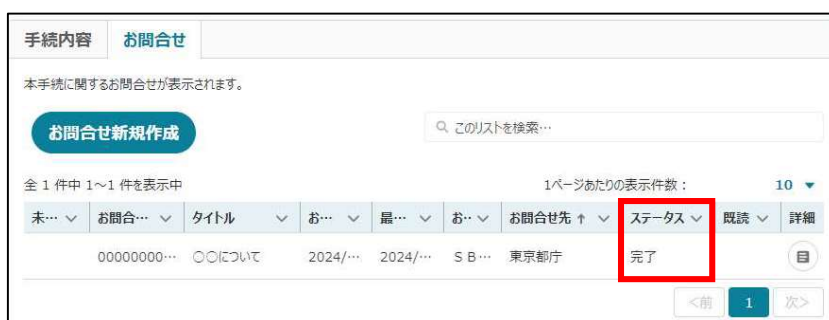 手続内容 お問合せ
本手続に関するお問合せが表示されます。
お問合せ新規作成 このリストを検索…
全 1 件中 1～1 件を表示中 1ページあたりの表示件数： 10
未… お問合… タイトル お… 最… お… お問合せ先 ↑ ステータス 既読 詳細
00000000… 〇〇について 2024/… 2024/… ＳＢ… 東京都庁 完了
<前 1 次>